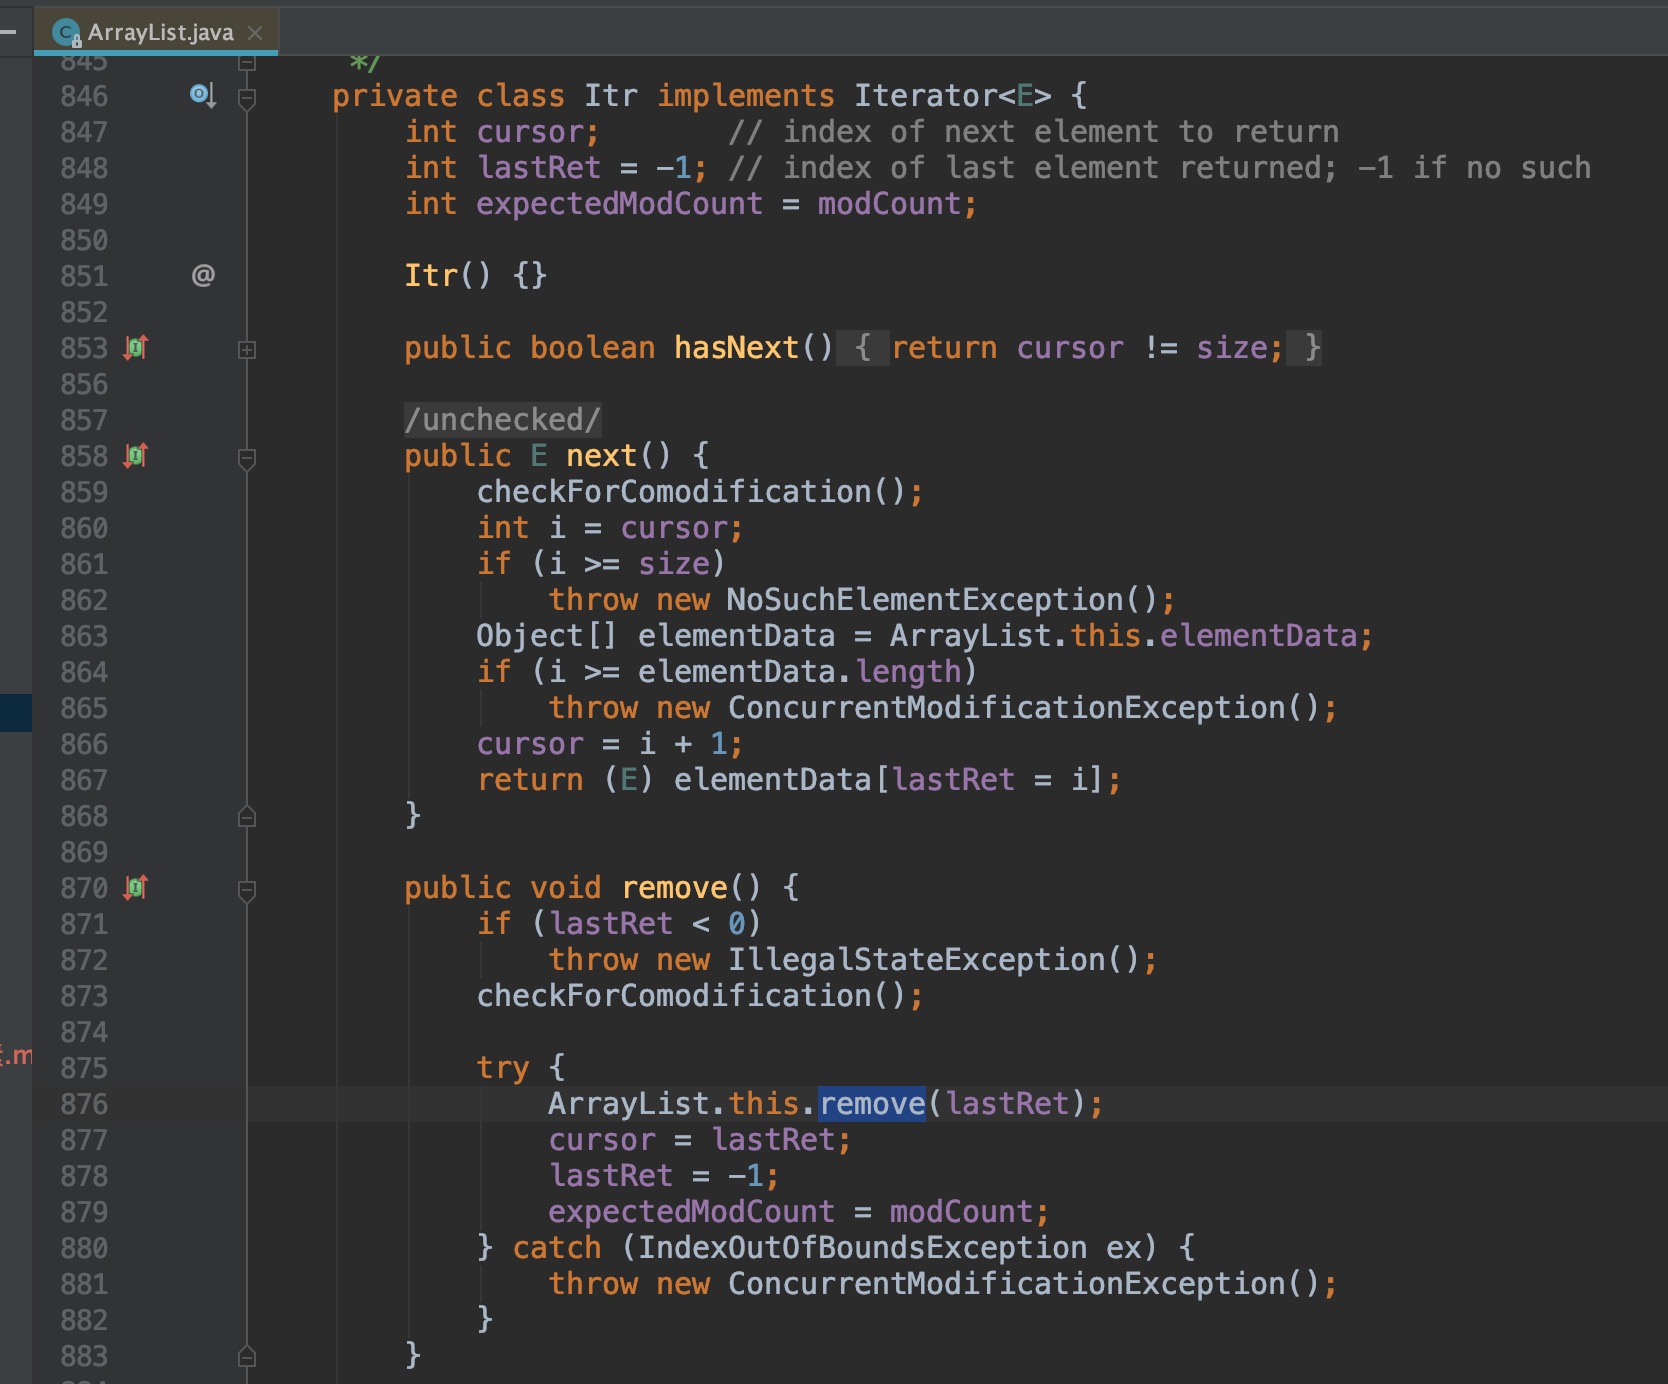 ArrayList.java
845 */
846 private class Itr implements Iterator<E> {
847 int cursor;       // index of next element to return
848 int lastRet = -1; // index of last element returned; -1 if no such
849 int expectedModCount = modCount;
850
851 @ Itr() {}
852
853 public boolean hasNext() { return cursor != size; }
856
857 /unchecked/
858 public E next() {
859 checkForComodification();
860 int i = cursor;
861 if (i >= size)
862 throw new NoSuchElementException();
863 Object[] elementData = ArrayList.this.elementData;
864 if (i >= elementData.length)
865 throw new ConcurrentModificationException();
866 cursor = i + 1;
867 return (E) elementData[lastRet = i];
868 }
869
870 public void remove() {
871 if (lastRet < 0)
872 throw new IllegalStateException();
873 checkForComodification();
874
875 try {
876 ArrayList.this.remove(lastRet);
877 cursor = lastRet;
878 lastRet = -1;
879 expectedModCount = modCount;
880 } catch (IndexOutOfBoundsException ex) {
881 throw new ConcurrentModificationException();
882 }
883 }